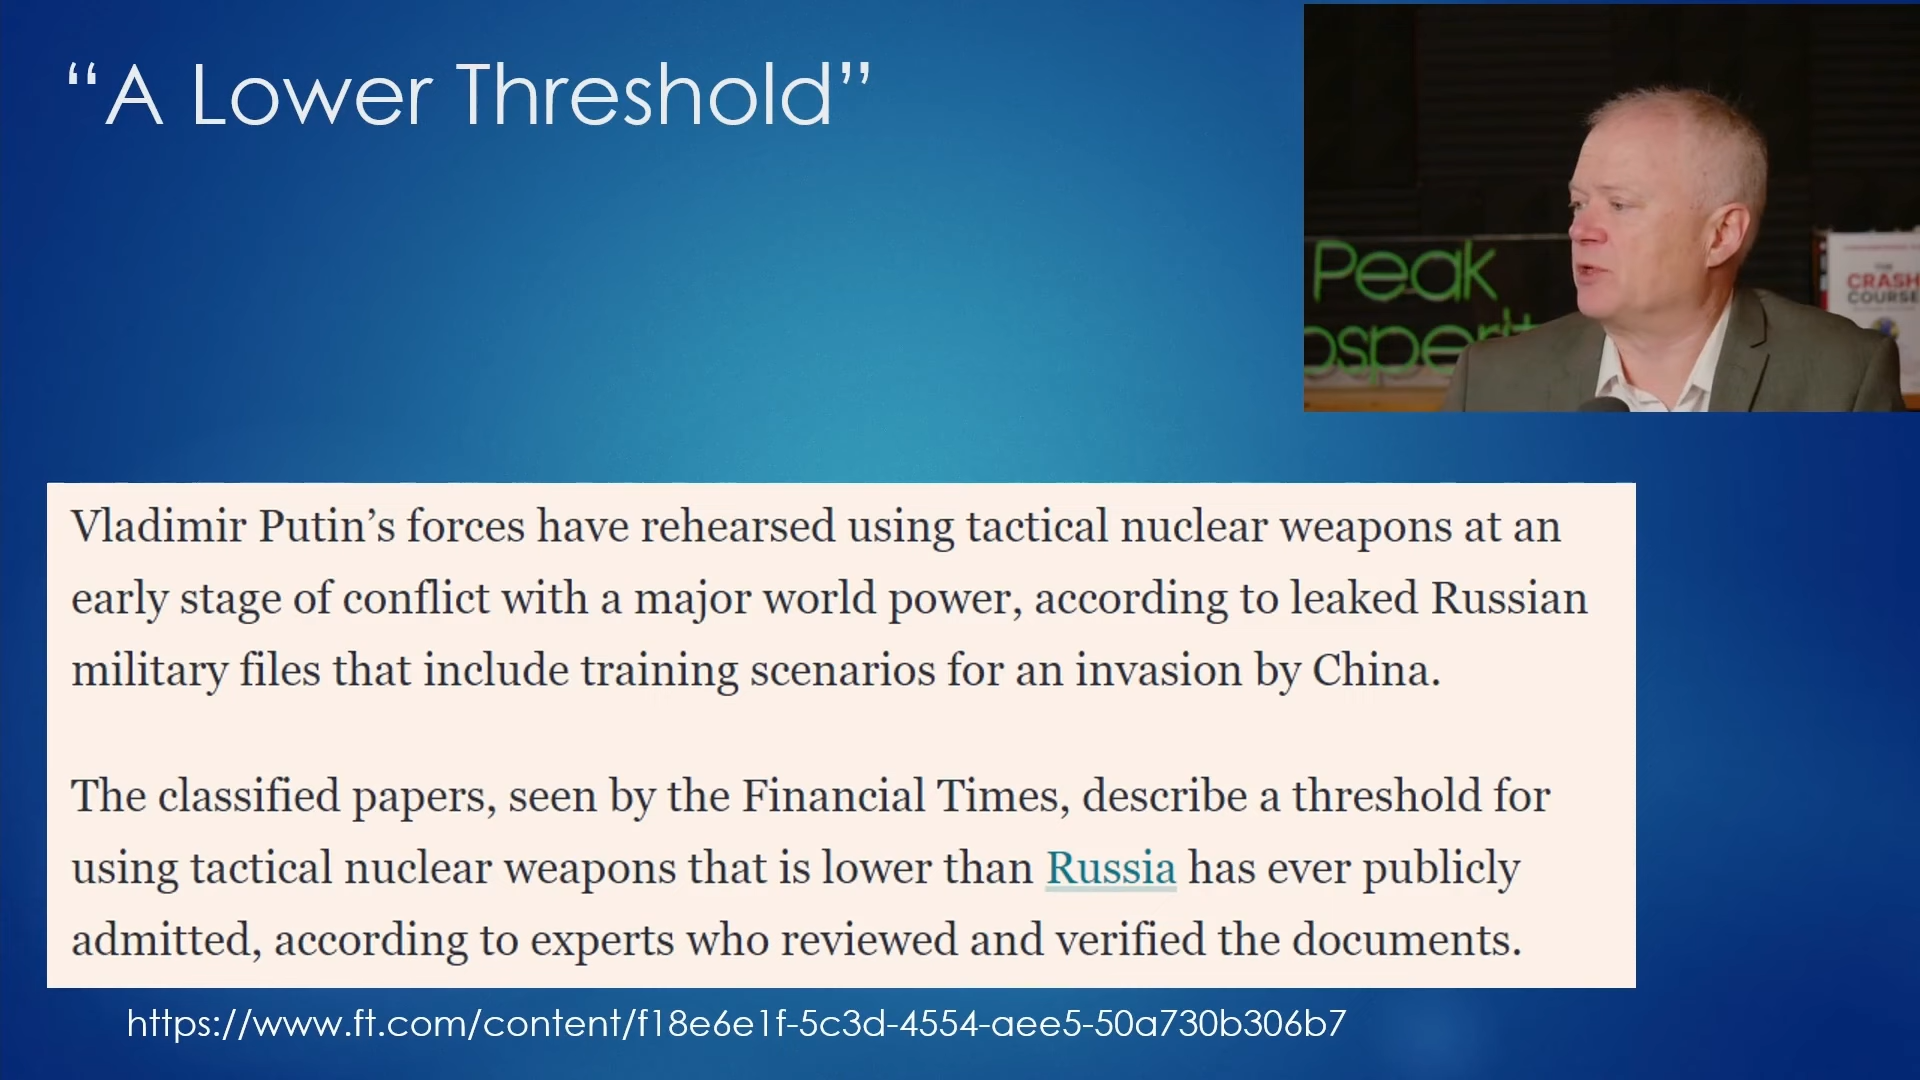 “A Lower Threshold”
Peak
osperit
CRASH
COURSE
Vladimir Putin’s forces have rehearsed using tactical nuclear weapons at an
early stage of conflict with a major world power, according to leaked Russian
military files that include training scenarios for an invasion by China.
The classified papers, seen by the Financial Times, describe a threshold for
using tactical nuclear weapons that is lower than Russia has ever publicly
admitted, according to experts who reviewed and verified the documents.
https://www.ft.com/content/f18e6e1f-5c3d-4554-aee5-50a730b306b7